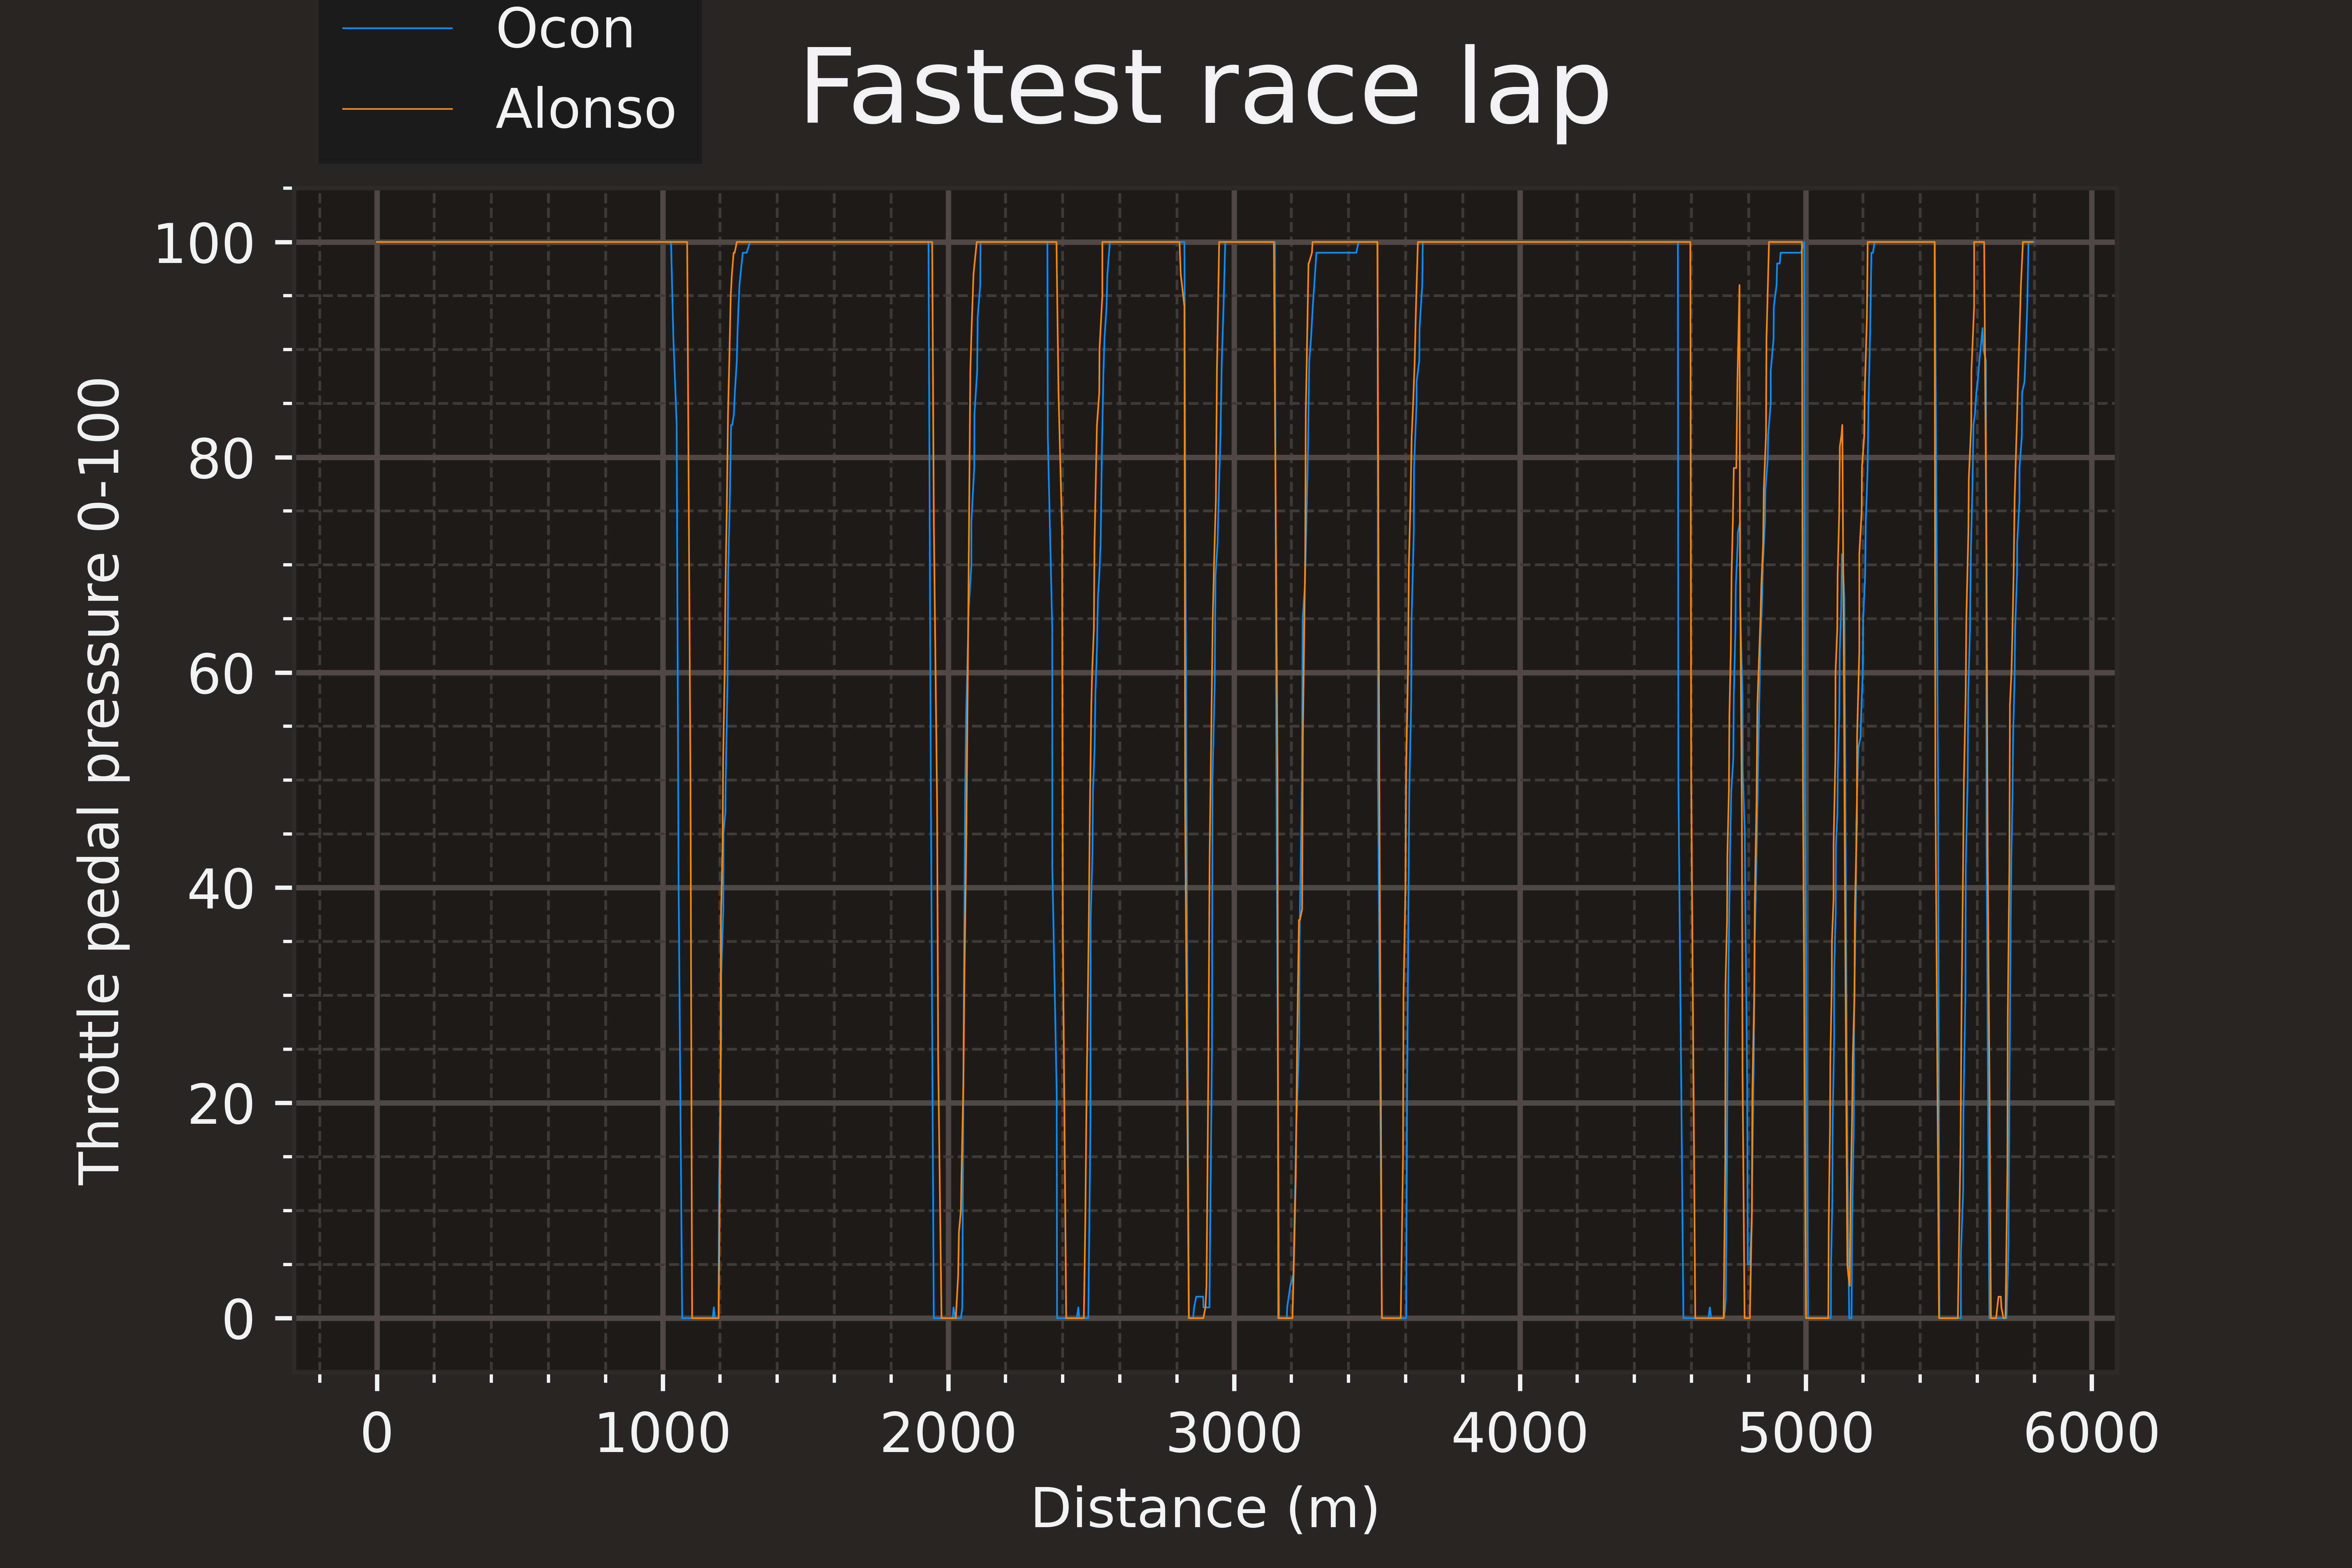 Ocon
Alonso
Fastest race lap
Throttle pedal pressure 0-100
100
80
60
40
20
0
0 1000 2000 3000 4000 5000 6000
Distance (m)